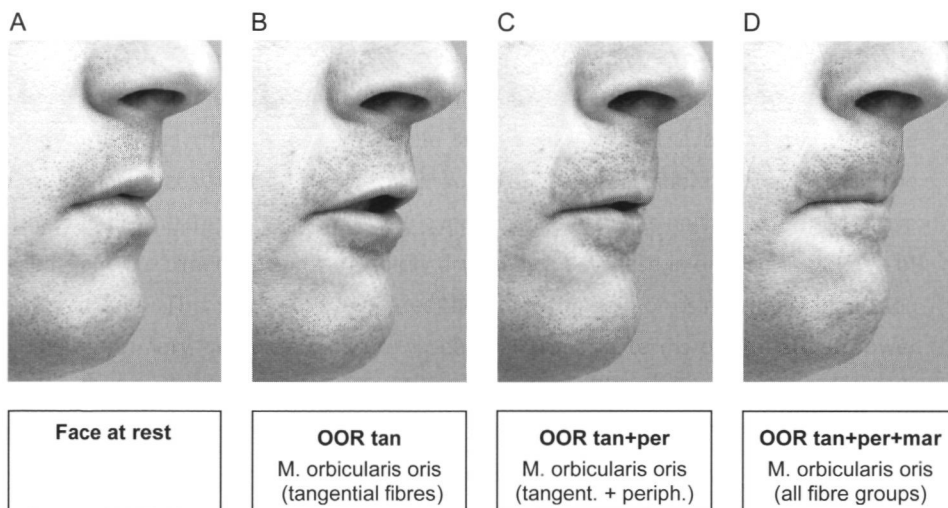 A
B
C
D
Face at rest
OOR tan
M. orbicularis oris
(tangential fibres)
OOR tan+per
M. orbicularis oris
(tangent. + periph.)
OOR tan+per+mar
M. orbicularis oris
(all fibre groups)